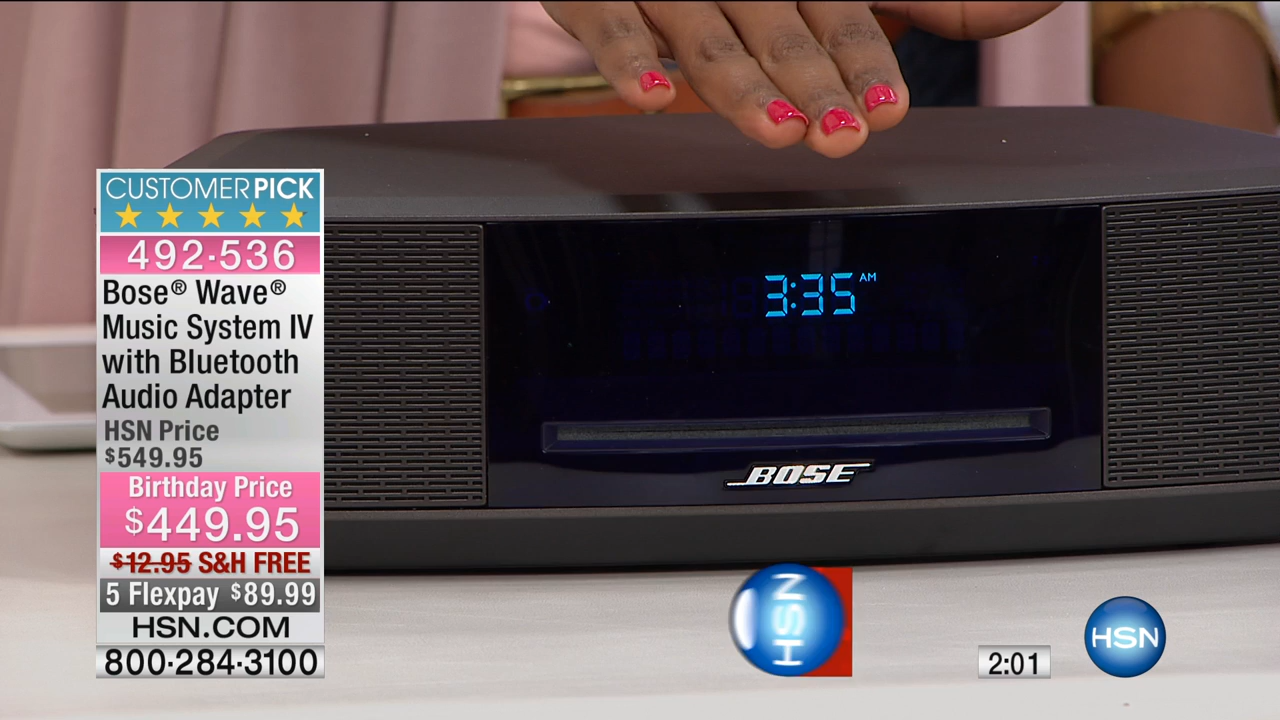 CUSTOMERPICK
492·536
Bose® Wave®
Music System IV
with Bluetooth
Audio Adapter
HSN Price
$549.95
Birthday Price
$449.95
$12.95 S&H FREE
5 Flexpay $89.99
HSN.COM
800·284·3100
3:35 AM
BOSE
HSN
2:01
HSN